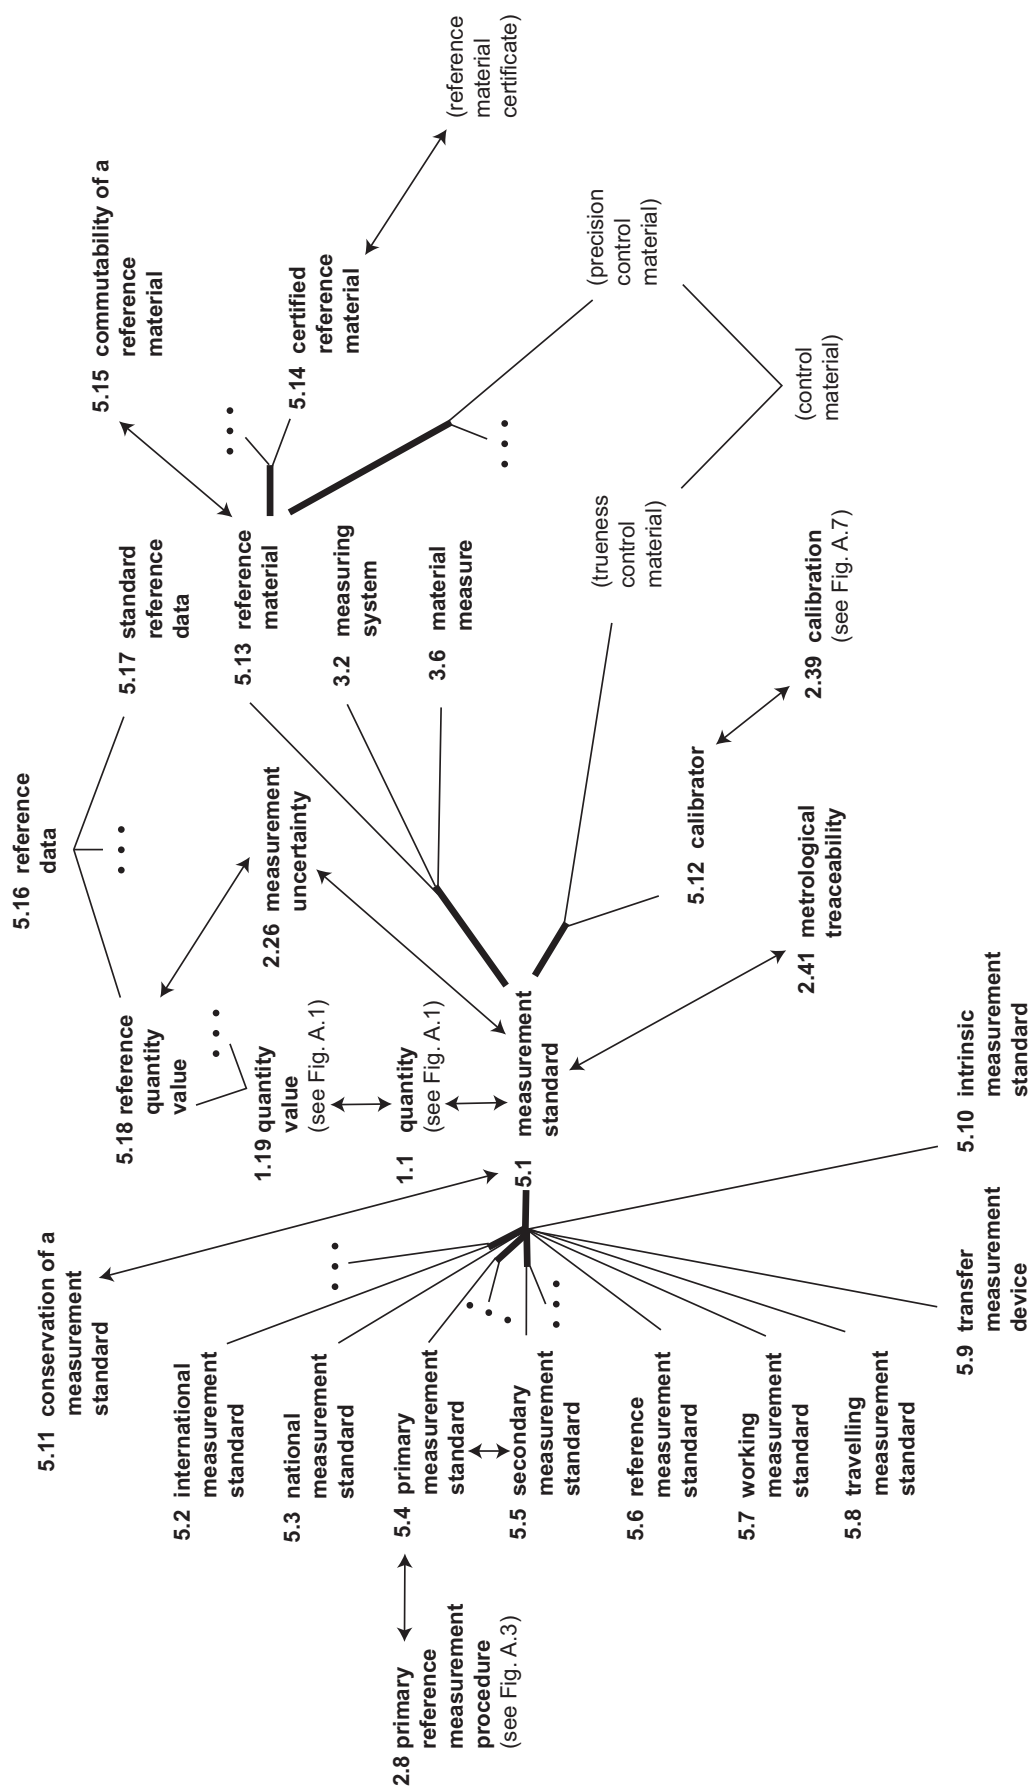 5.16 reference
data
5.18 reference
quantity
value
5.17 standard
reference
data
5.15 commutability of a
reference
material
5.11 conservation of a
measurement
standard
1.19 quantity
value
(see Fig. A.1)
2.26 measurement
uncertainty
5.13 reference
material
5.14 certified
reference
material
(reference
material
certificate)
5.2 international
measurement
standard
5.3 national
measurement
standard
1.1 quantity
(see Fig. A.1)
3.2 measuring
system
3.6 material
measure
2.8 primary
reference
measurement
procedure
(see Fig. A.3)
5.4 primary
measurement
standard
5.5 secondary
measurement
standard
5.1 measurement
standard
(trueness
control
material)
(precision
control
material)
5.6 reference
measurement
standard
5.12 calibrator
5.7 working
measurement
standard
2.41 metrological
treaceability
2.39 calibration
(see Fig. A.7)
(control
material)
5.8 travelling
measurement
standard
5.9 transfer
measurement
device
5.10 intrinsic
measurement
standard